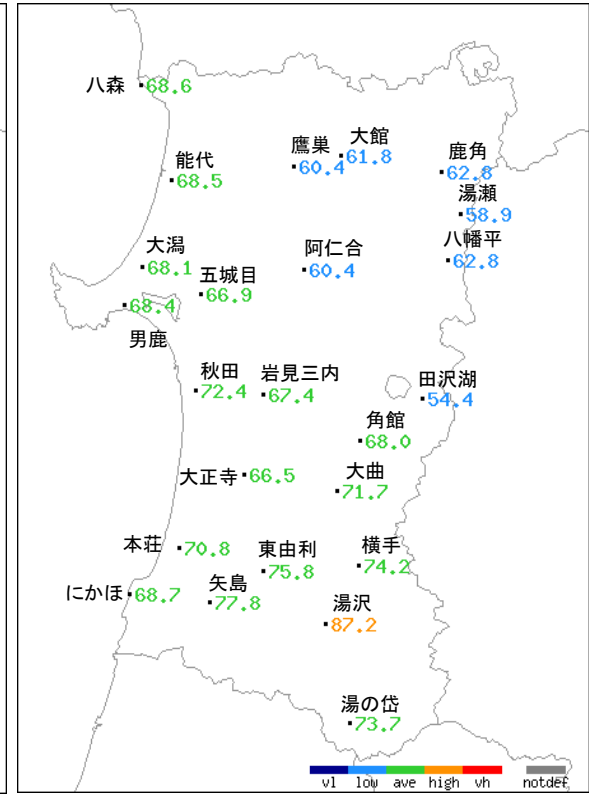 八森
68.6
大館
61.8
鷹巣
60.4
鹿角
62.8
能代
68.5
湯瀬
58.9
八幡平
62.8
大潟
68.1
阿仁合
60.4
五城目
66.9
68.4
男鹿
秋田
72.4
岩見三内
67.4
田沢湖
54.4
角館
68.0
大正寺
66.5
大曲
71.7
本荘
70.8
東由利
75.8
横手
74.2
にかほ
68.7
矢島
77.8
湯沢
87.2
湯の岱
73.7
vl low ave high vh notdef